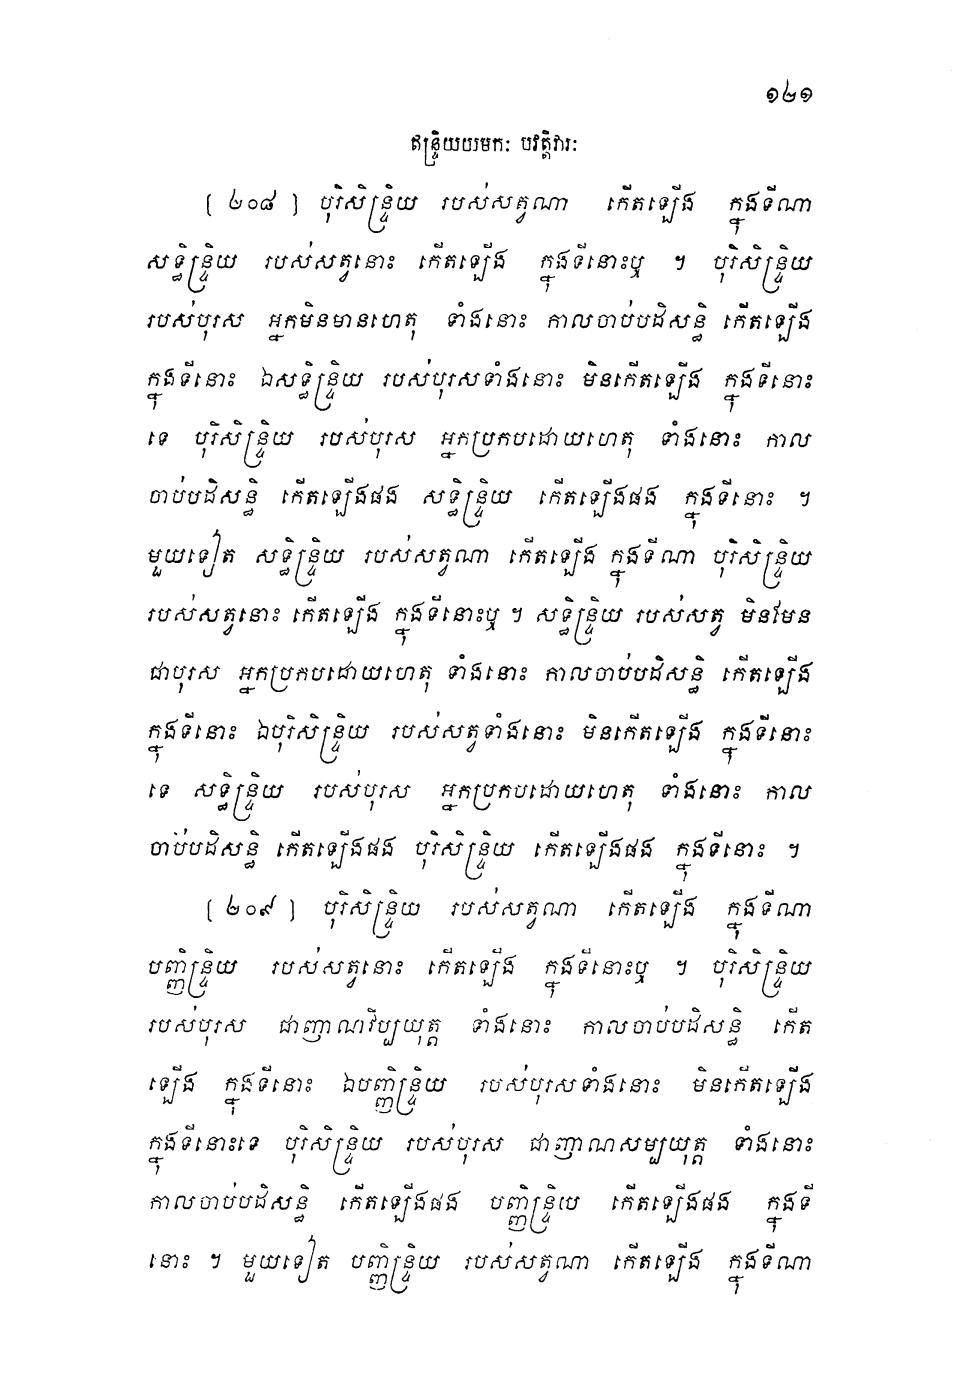 ១២១
ឥន្ទ្រិយយមកៈ បវត្តិវារៈ
[ ២០៨ ] បុរិសិន្ទ្រិយ របស់សត្វណា កើតឡើង ក្នុងទីណា
សទ្ធិន្ទ្រិយ របស់សត្វនោះ កើតឡើង ក្នុងទីនោះឬ ។ បុរិសិន្ទ្រិយ
របស់បុរស អ្នកមិនមានហេតុ ទាំងនោះ កាលចាប់បដិសន្ធិ កើតឡើង
ក្នុងទីនោះ ឯសទ្ធិន្ទ្រិយ របស់បុរសទាំងនោះ មិនកើតឡើង ក្នុងទីនោះ
ទេ បុរិសិន្ទ្រិយ របស់បុរស អ្នកប្រកបដោយហេតុ ទាំងនោះ កាល
ចាប់បដិសន្ធិ កើតឡើងផង សទ្ធិន្ទ្រិយ កើតឡើងផង ក្នុងទីនោះ ។
មួយទៀត សទ្ធិន្ទ្រិយ របស់សត្វណា កើតឡើង ក្នុងទីណា បុរិសិន្ទ្រិយ
របស់សត្វនោះ កើតឡើង ក្នុងទីនោះឬ ។ សទ្ធិន្ទ្រិយ របស់សត្វ មិនមែន
ជាបុរស អ្នកប្រកបដោយហេតុ ទាំងនោះ កាលចាប់បដិសន្ធិ កើតឡើង
ក្នុងទីនោះ ឯបុរិសិន្ទ្រិយ របស់សត្វទាំងនោះ មិនកើតឡើង ក្នុងទីនោះ
ទេ សទ្ធិន្ទ្រិយ របស់បុរស អ្នកប្រកបដោយហេតុ ទាំងនោះ កាល
ចាប់បដិសន្ធិ កើតឡើងផង បុរិសិន្ទ្រិយ កើតឡើងផង ក្នុងទីនោះ ។
[ ២០៩ ] បុរិសិន្ទ្រិយ របស់សត្វណា កើតឡើង ក្នុងទីណា
បញ្ញិន្ទ្រិយ របស់សត្វនោះ កើតឡើង ក្នុងទីនោះឬ ។ បុរិសិន្ទ្រិយ
របស់បុរស ជាញាណវិប្បយុត្ត ទាំងនោះ កាលចាប់បដិសន្ធិ កើត
ឡើង ក្នុងទីនោះ ឯបញ្ញិន្ទ្រិយ របស់បុរសទាំងនោះ មិនកើតឡើង
ក្នុងទីនោះទេ បុរិសិន្ទ្រិយ របស់បុរស ជាញាណសម្បយុត្ត ទាំងនោះ
កាលចាប់បដិសន្ធិ កើតឡើងផង បញ្ញិន្ទ្រិយ កើតឡើងផង ក្នុងទី
នោះ ។ មួយទៀត បញ្ញិន្ទ្រិយ របស់សត្វណា កើតឡើង ក្នុងទីណា